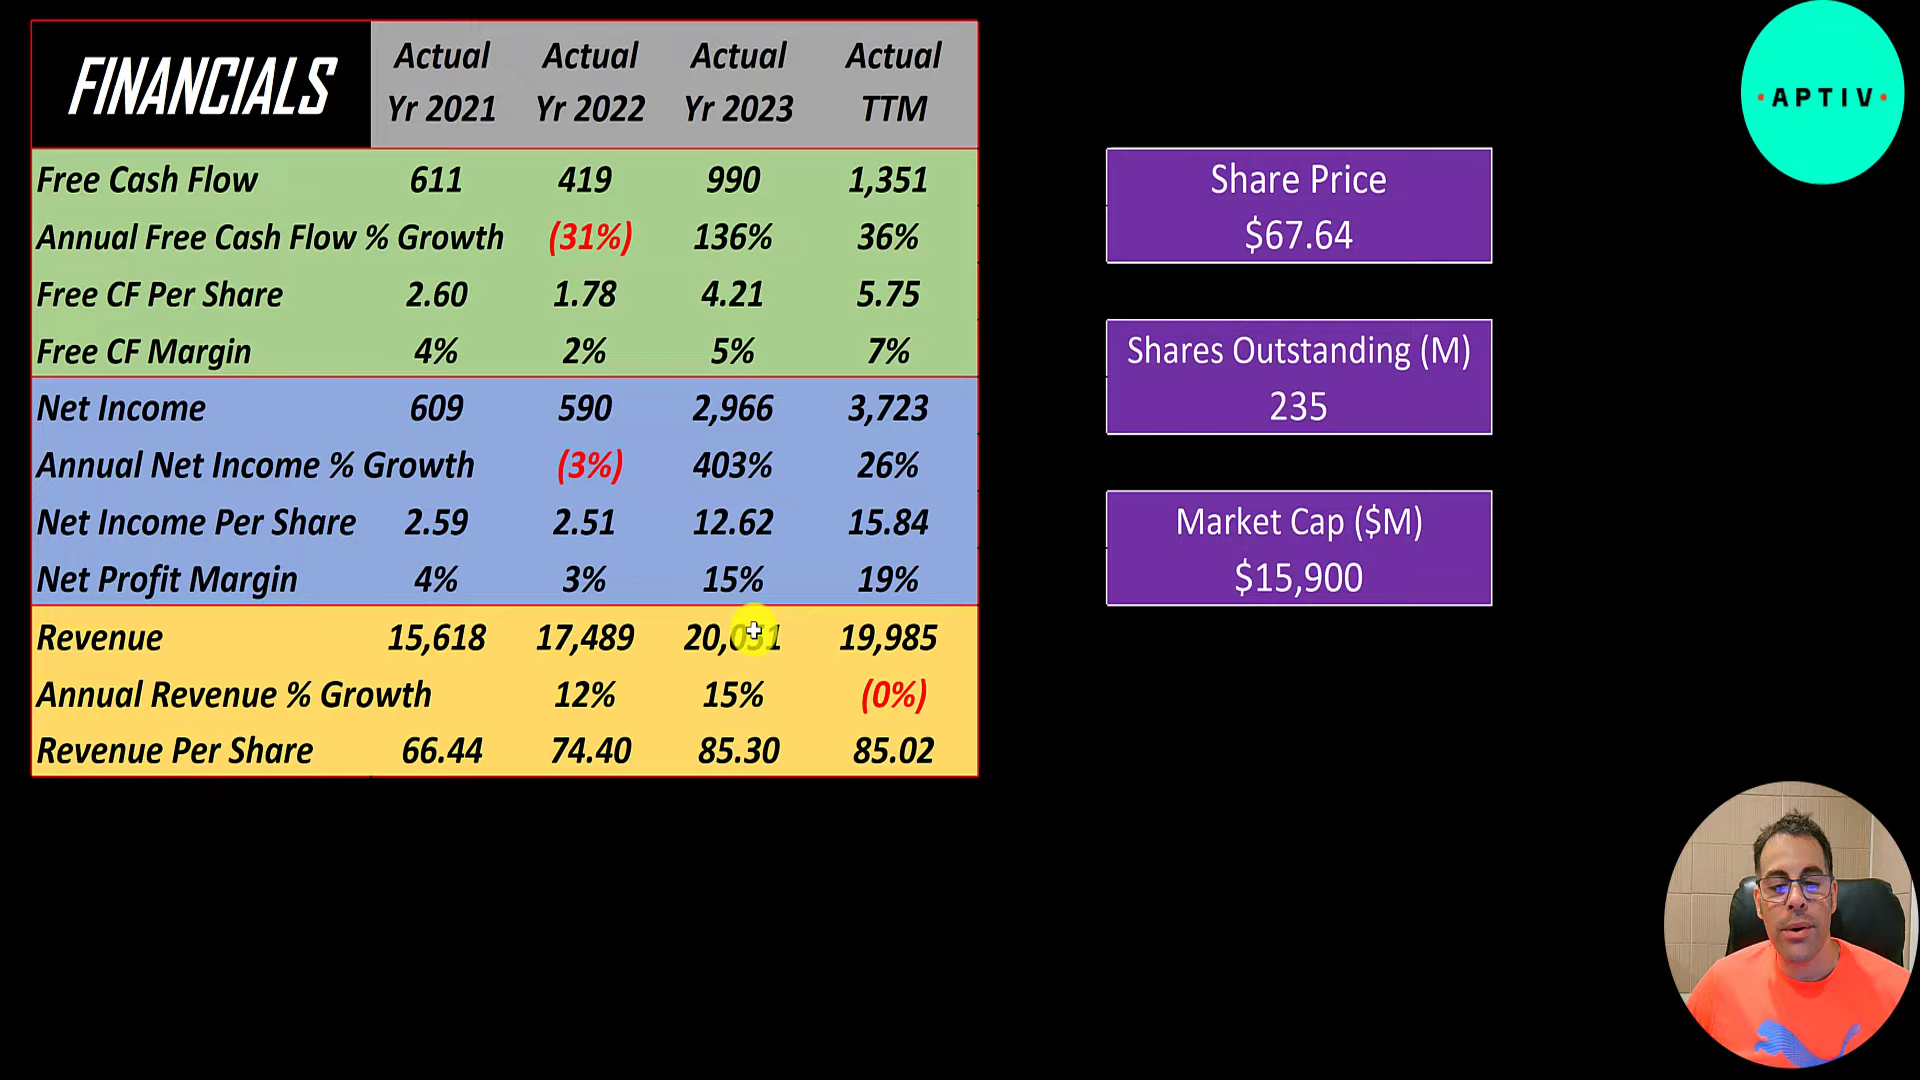 FINANCIALS Actual Yr 2021 Actual Yr 2022 Actual Yr 2023 Actual TTM
Free Cash Flow 611 419 990 1,351
Annual Free Cash Flow % Growth (31%) 136% 36%
Free CF Per Share 2.60 1.78 4.21 5.75
Free CF Margin 4% 2% 5% 7%
Net Income 609 590 2,966 3,723
Annual Net Income % Growth (3%) 403% 26%
Net Income Per Share 2.59 2.51 12.62 15.84
Net Profit Margin 4% 3% 15% 19%
Revenue 15,618 17,489 20,051 19,985
Annual Revenue % Growth 12% 15% (0%)
Revenue Per Share 66.44 74.40 85.30 85.02
·APTIV·
Share Price
$67.64
Shares Outstanding (M)
235
Market Cap ($M)
$15,900